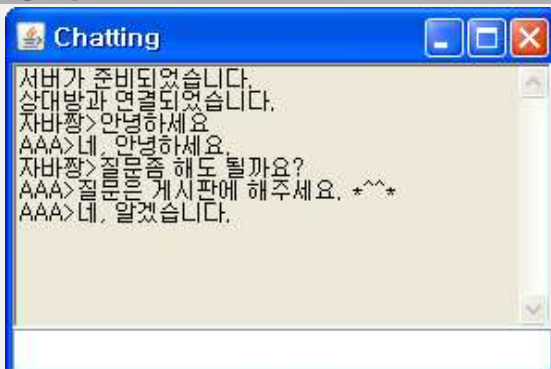 Chatting
서버가 준비되었습니다.
상대방과 연결되었습니다.
자바짱>안녕하세요
AAA>네, 안녕하세요.
자바짱>질문좀 해도 될까요?
AAA>질문은 게시판에 해주세요. *^^*
AAA>네, 알겠습니다.